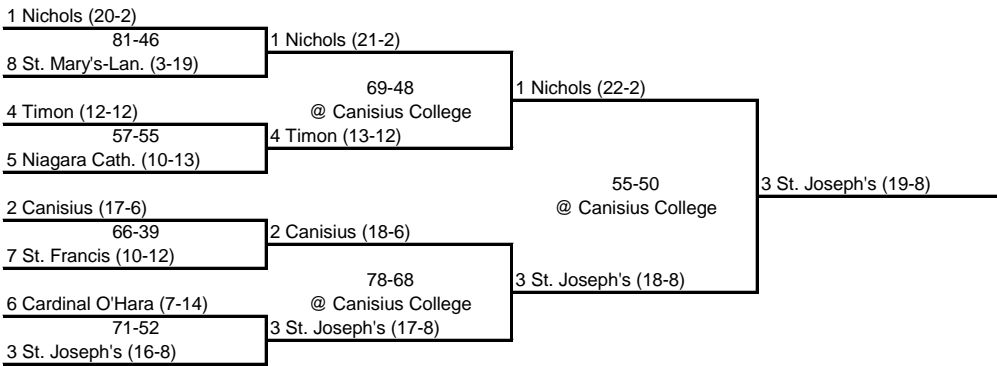 1 Nichols (20-2)
81-46
8 St. Mary's-Lan. (3-19)
1 Nichols (21-2)
69-48
@ Canisius College
4 Timon (12-12)
57-55
5 Niagara Cath. (10-13)
4 Timon (13-12)
1 Nichols (22-2)
55-50
@ Canisius College
3 St. Joseph's (19-8)
2 Canisius (17-6)
66-39
7 St. Francis (10-12)
2 Canisius (18-6)
78-68
@ Canisius College
3 St. Joseph's (18-8)
6 Cardinal O'Hara (7-14)
71-52
3 St. Joseph's (16-8)
3 St. Joseph's (17-8)